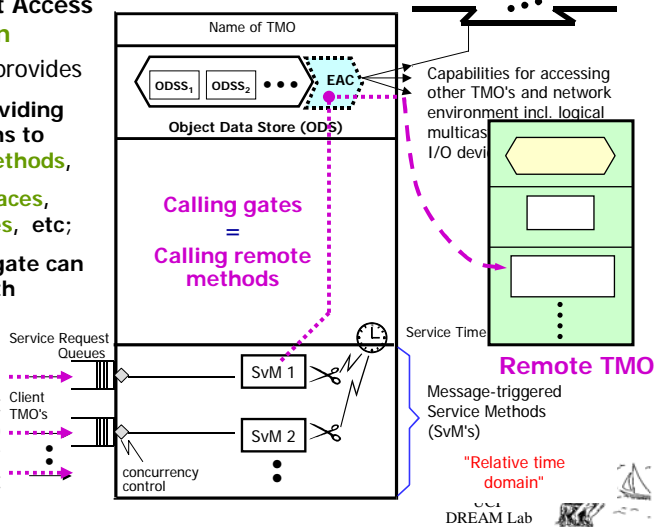 t Access
n
provides
viding
ns to
ethods,
aces,
s, etc;
gate can
th
Name of TMO
ODSS1 ODSS2 EAC
Object Data Store (ODS)
Capabilities for accessing
other TMO's and network
environment incl. logical
multicas
I/O devi
Calling gates
=
Calling remote
methods
Service Time
Remote TMO
Service Request
Queues
Client
TMO's
SvM 1
SvM 2
concurrency
control
Message-triggered
Service Methods
(SvM's)
"Relative time
domain"
UCI
DREAM Lab